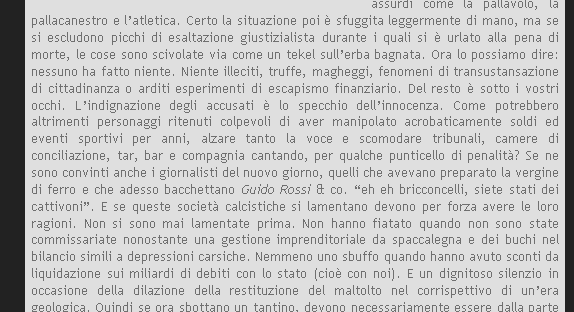 assurdi come la pallavolo, la
pallacanestro e l'atletica. Certo la situazione poi è sfuggita leggermente di mano, ma se
si escludono picchi di esaltazione giustizialista durante i quali si è urlato alla pena di
morte, le cose sono scivolate via come un tekel sull'erba bagnata. Ora lo possiamo dire:
nessuno ha fatto niente. Niente illeciti, truffe, magheggi, fenomeni di transustansazione
di cittadinanza o arditi esperimenti di escapismo finanziario. Del resto è sotto i vostri
occhi. L'indignazione degli accusati è lo specchio dell'innocenza. Come potrebbero
altrimenti personaggi ritenuti colpevoli di aver manipolato acrobaticamente soldi ed
eventi sportivi per anni, alzare tanto la voce e scomodare tribunali, camere di
conciliazione, tar, bar e compagnia cantando, per qualche punticello di penalità? Se ne
sono convinti anche i giornalisti del nuovo giorno, quelli che avevano preparato la vergine
di ferro e che adesso bacchettano Guido Rossi & co. “eh eh bricconcelli, siete stati dei
cattivoni”. E se queste società calcistiche si lamentano devono per forza avere le loro
ragioni. Non si sono mai lamentate prima. Non hanno fiatato quando non sono state
commissariate nonostante una gestione imprenditoriale da spaccalegna e dei buchi nel
bilancio simili a depressioni carsiche. Nemmeno uno sbuffo quando hanno avuto sconti da
liquidazione sui miliardi di debiti con lo stato (cioè con noi). E un dignitoso silenzio in
occasione della dilazione della restituzione del maltolto nel corrispettivo di un'era
geologica. Quindi se ora sbottano un tantino, devono necessariamente essere dalla parte